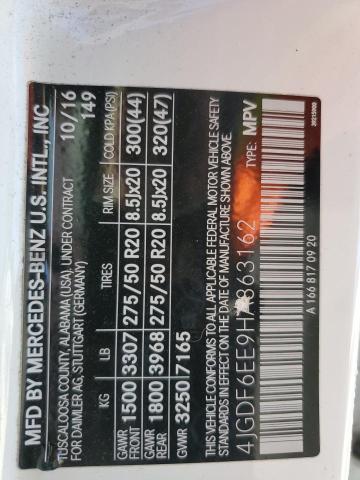 MFD BY MERCEDES-BENZ U.S. INTL., INC
TUSCALOOSA COUNTY, ALABAMA (USA), UNDER CONTRACT 10/16
FOR DAIMLER AG, STUTTGART (GERMANY) 149
KG LB TIRES RIM SIZE COLD KPA(PSI)
GAWR FRONT 1500 3307 275/50 R20 8.5Jx20 300(44)
GAWR REAR 1800 3968 275/50 R20 8.5Jx20 320(47)
GVWR 3250 7165
THIS VEHICLE CONFORMS TO ALL APPLICABLE FEDERAL MOTOR VEHICLE SAFETY
STANDARDS IN EFFECT ON THE DATE OF MANUFACTURE SHOWN ABOVE.
4JGDF6EE9HA863162 TYPE: MPV
A 166 817 09 20